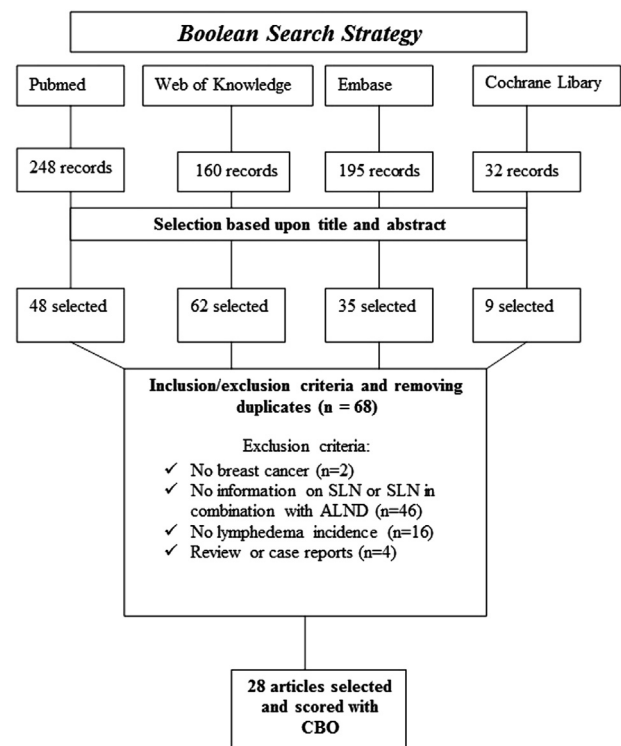 Boolean Search Strategy
Pubmed
Web of Knowledge
Embase
Cochrane Libary
248 records
160 records
195 records
32 records
Selection based upon title and abstract
48 selected
62 selected
35 selected
9 selected
Inclusion/exclusion criteria and removing
duplicates (n = 68)
Exclusion criteria:
✓ No breast cancer (n=2)
✓ No information on SLN or SLN in
combination with ALND (n=46)
✓ No lymphedema incidence (n=16)
✓ Review or case reports (n=4)
28 articles selected
and scored with
CBO